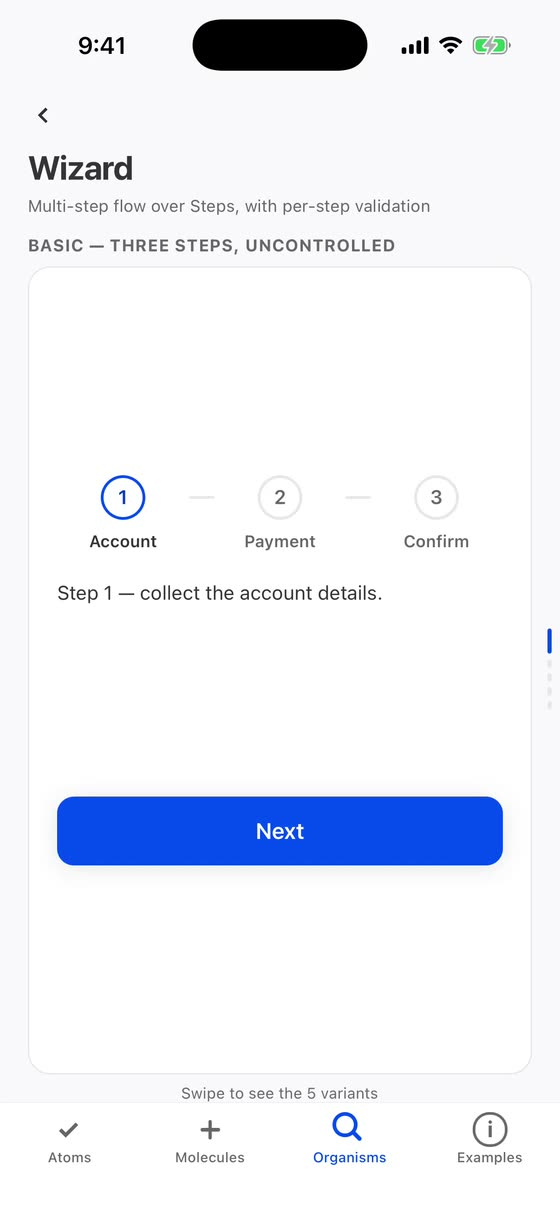 9:41
Wizard
Multi-step flow over Steps, with per-step validation
BASIC — THREE STEPS, UNCONTROLLED
1 2 3
Account Payment Confirm
Step 1 — collect the account details.
Next
Swipe to see the 5 variants
Atoms Molecules Organisms Examples